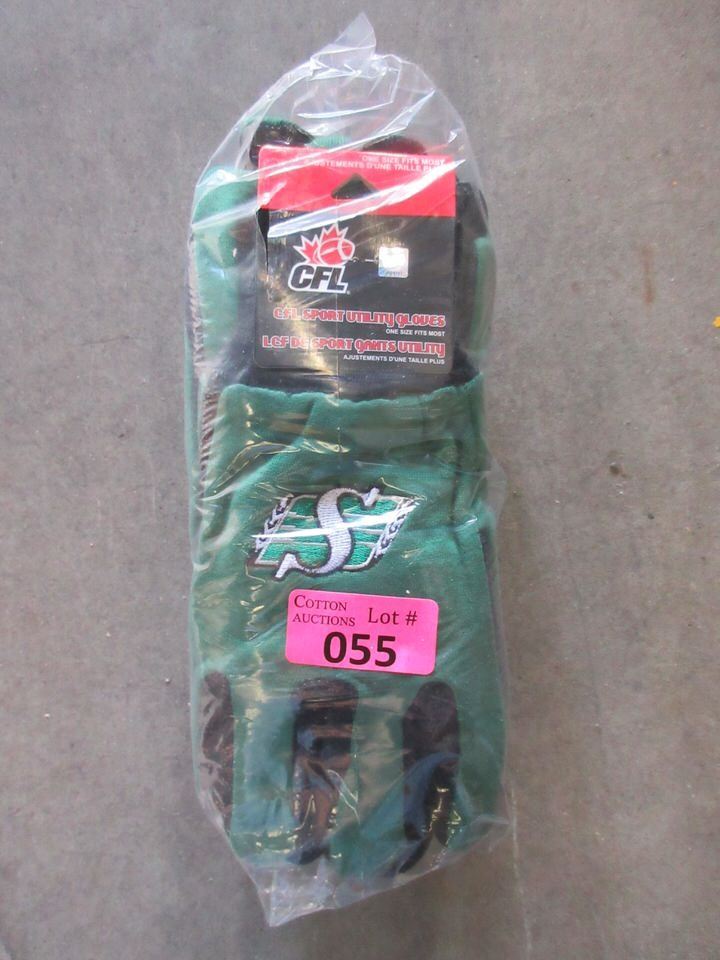 ONE SIZE FITS MOST
AJUSTEMENTS D'UNE TAILLE PLUS
CFL
CFL SPORT UTILITY GLOVES
ONE SIZE FITS MOST
LCF DE SPORT GANTS UTILITY
AJUSTEMENTS D'UNE TAILLE PLUS
S
COTTON AUCTIONS Lot #
055